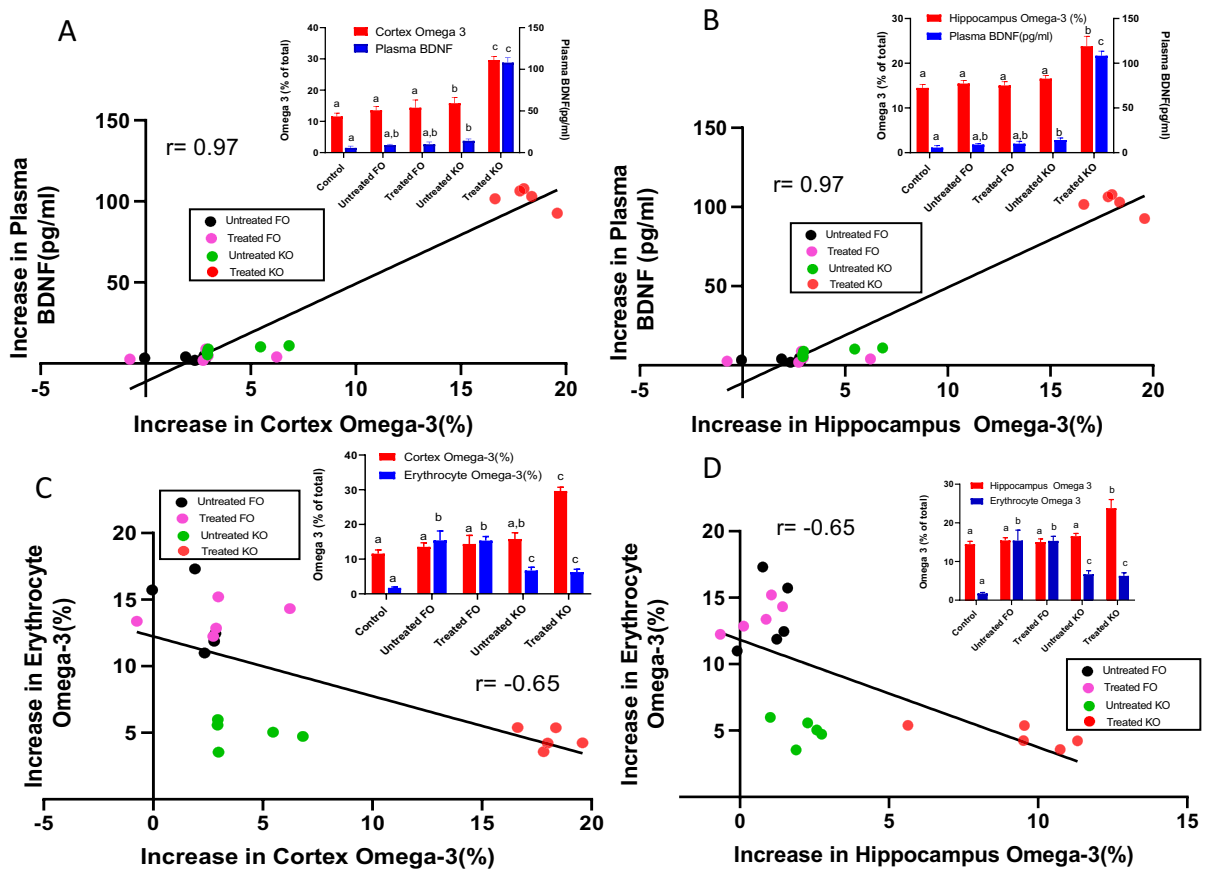 A
Cortex Omega 3
Plasma BDNF
Omega 3 (% of total)
40
30
20
10
0
150
100
50
0
Plasma BDNF(pg/ml)
a
a
a
a,b
a
a,b
b
b
c
c
Control
Untreated FO
Treated FO
Untreated KO
Treated KO
r= 0.97
Untreated FO
Treated FO
Untreated KO
Treated KO
Increase in Plasma
BDNF(pg/ml)
150
100
50
-5
0
5
10
15
20
Increase in Cortex Omega-3(%)
B
Hippocampus Omega-3 (%)
Plasma BDNF(pg/ml)
Omega 3 (% of total)
30
20
10
0
150
100
50
0
Plasma BDNF(pg/ml)
a
a
a
a,b
a
a,b
a
b
b
c
Control
Untreated FO
Treated FO
Untreated KO
Treated KO
r= 0.97
Untreated FO
Treated FO
Untreated KO
Treated KO
Increase in Plasma
BDNF (pg/ml)
150
100
50
-5
0
5
10
15
20
Increase in Hippocampus Omega-3(%)
C
Cortex Omega-3(%)
Erythrocyte Omega-3(%)
Omega 3 (% of total)
40
30
20
10
0
a
a
a
b
a
b
a,b
c
c
c
Control
Untreated FO
Treated FO
Untreated KO
Treated KO
Untreated FO
Treated FO
Untreated KO
Treated KO
r= -0.65
Increase in Erythrocyte
Omega-3(%)
20
15
10
5
-5
0
5
10
15
20
Increase in Cortex Omega-3(%)
D
Hippocampus Omega 3
Erythrocyte Omega 3
Omega 3 (% of total)
30
20
10
0
a
a
a
b
a
b
a
c
b
c
Control
Untreated FO
Treated FO
Untreated KO
Treated KO
r= -0.65
Untreated FO
Treated FO
Untreated KO
Treated KO
Increase in Erythrocyte
Omega-3(%)
20
15
10
5
0
5
10
15
Increase in Hippocampus Omega-3(%)